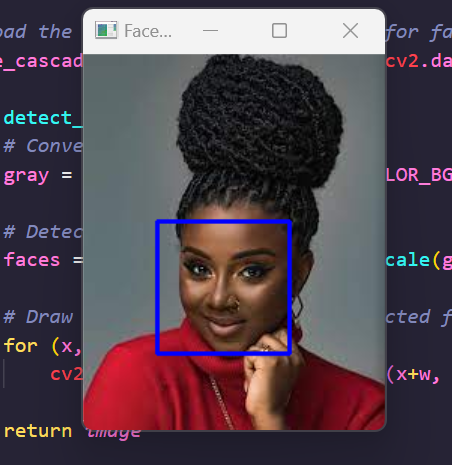 oad the for fa
Face...
e_cascad cv2.da
detect_
# Conve
gray = LOR_BG
# Detec
faces = cale(g
# Draw cted f
for (x,
cv2 (x+w,
return image